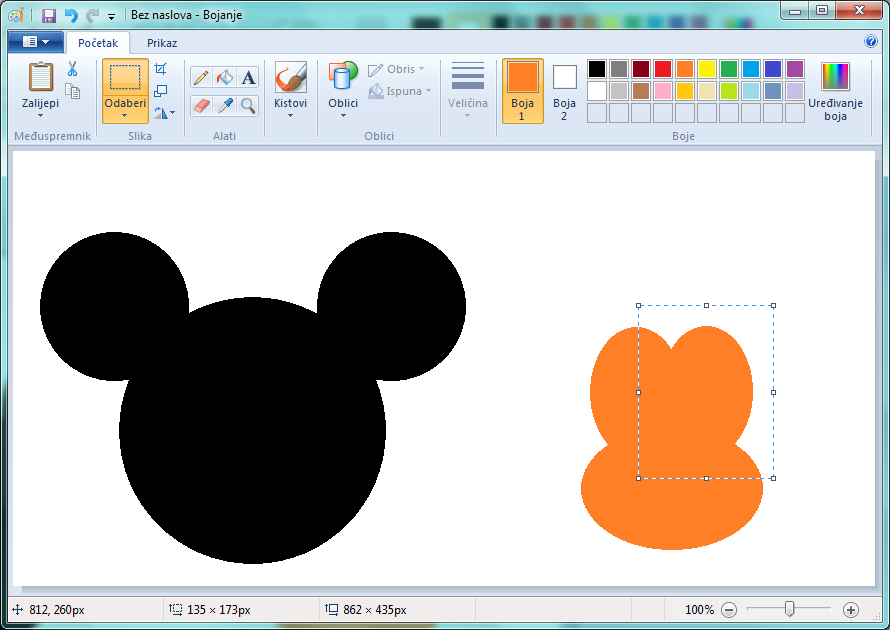 Bez naslova - Bojanje
Početak
Prikaz
Zalijepi
Međuspremnik
Odaberi
Slika
A
Alati
Kistovi
Oblici
Obris
Ispuna
Oblici
Veličina
Boja
1
Boja
2
Uređivanje
boja
Boje
812, 260px
135 × 173px
862 × 435px
100%